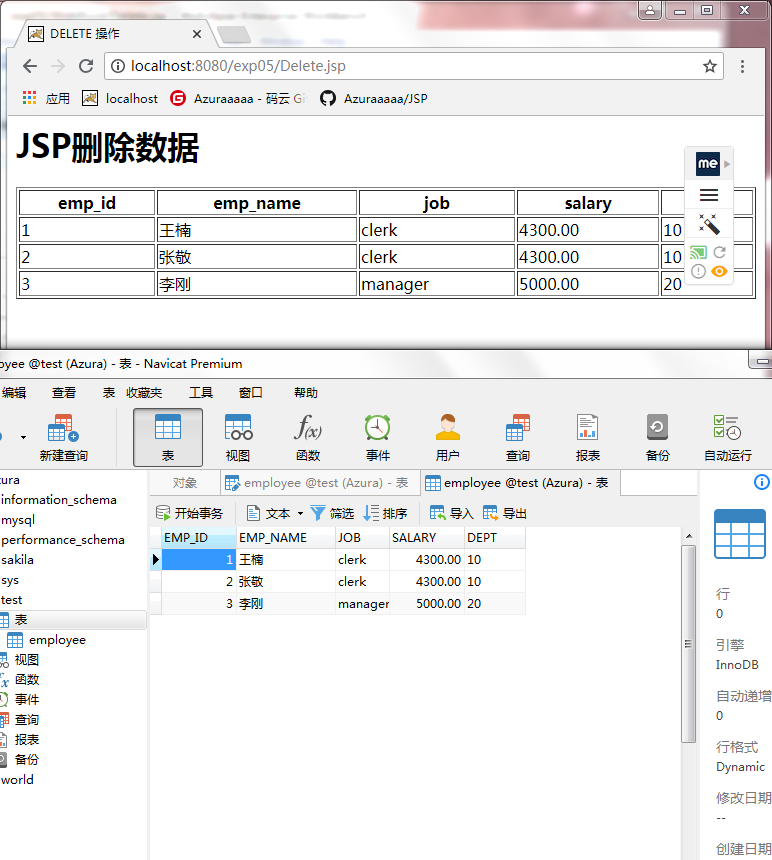 DELETE 操作
localhost:8080/exp05/Delete.jsp
应用 localhost Azuraaaaa - 码云 Gi Azuraaaaa/JSP
JSP删除数据
me
emp_id emp_name job salary
1 王楠 clerk 4300.00 10
2 张敬 clerk 4300.00 10
3 李刚 manager 5000.00 20
oyee @test (Azura) - 表 - Navicat Premium
编辑 查看 表 收藏夹 工具 窗口 帮助
新建查询 表 视图 函数 事件 用户 查询 报表 备份 自动运行
zura
information_schema
mysql
performance_schema
sakila
sys
test
表
employee
视图
函数
事件
查询
报表
备份
world
对象 employee @test (Azura) - 表 employee @test (Azura) - 表
开始事务 文本 筛选 排序 导入 导出
EMP_ID EMP_NAME JOB SALARY DEPT
1 王楠 clerk 4300.00 10
2 张敬 clerk 4300.00 10
3 李刚 manager 5000.00 20
行
0
引擎
InnoDB
自动递增
0
行格式
Dynamic
修改日期
--
创建日期